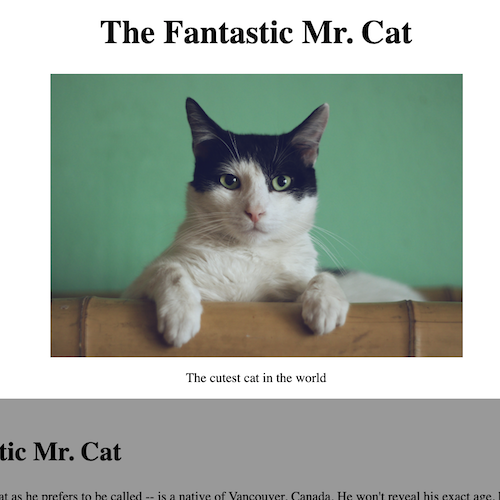 The Fantastic Mr. Cat
The cutest cat in the world
tic Mr. Cat
at as he prefers to be called -- is a native of Vancouver, Canada. He won't reveal his exact age,